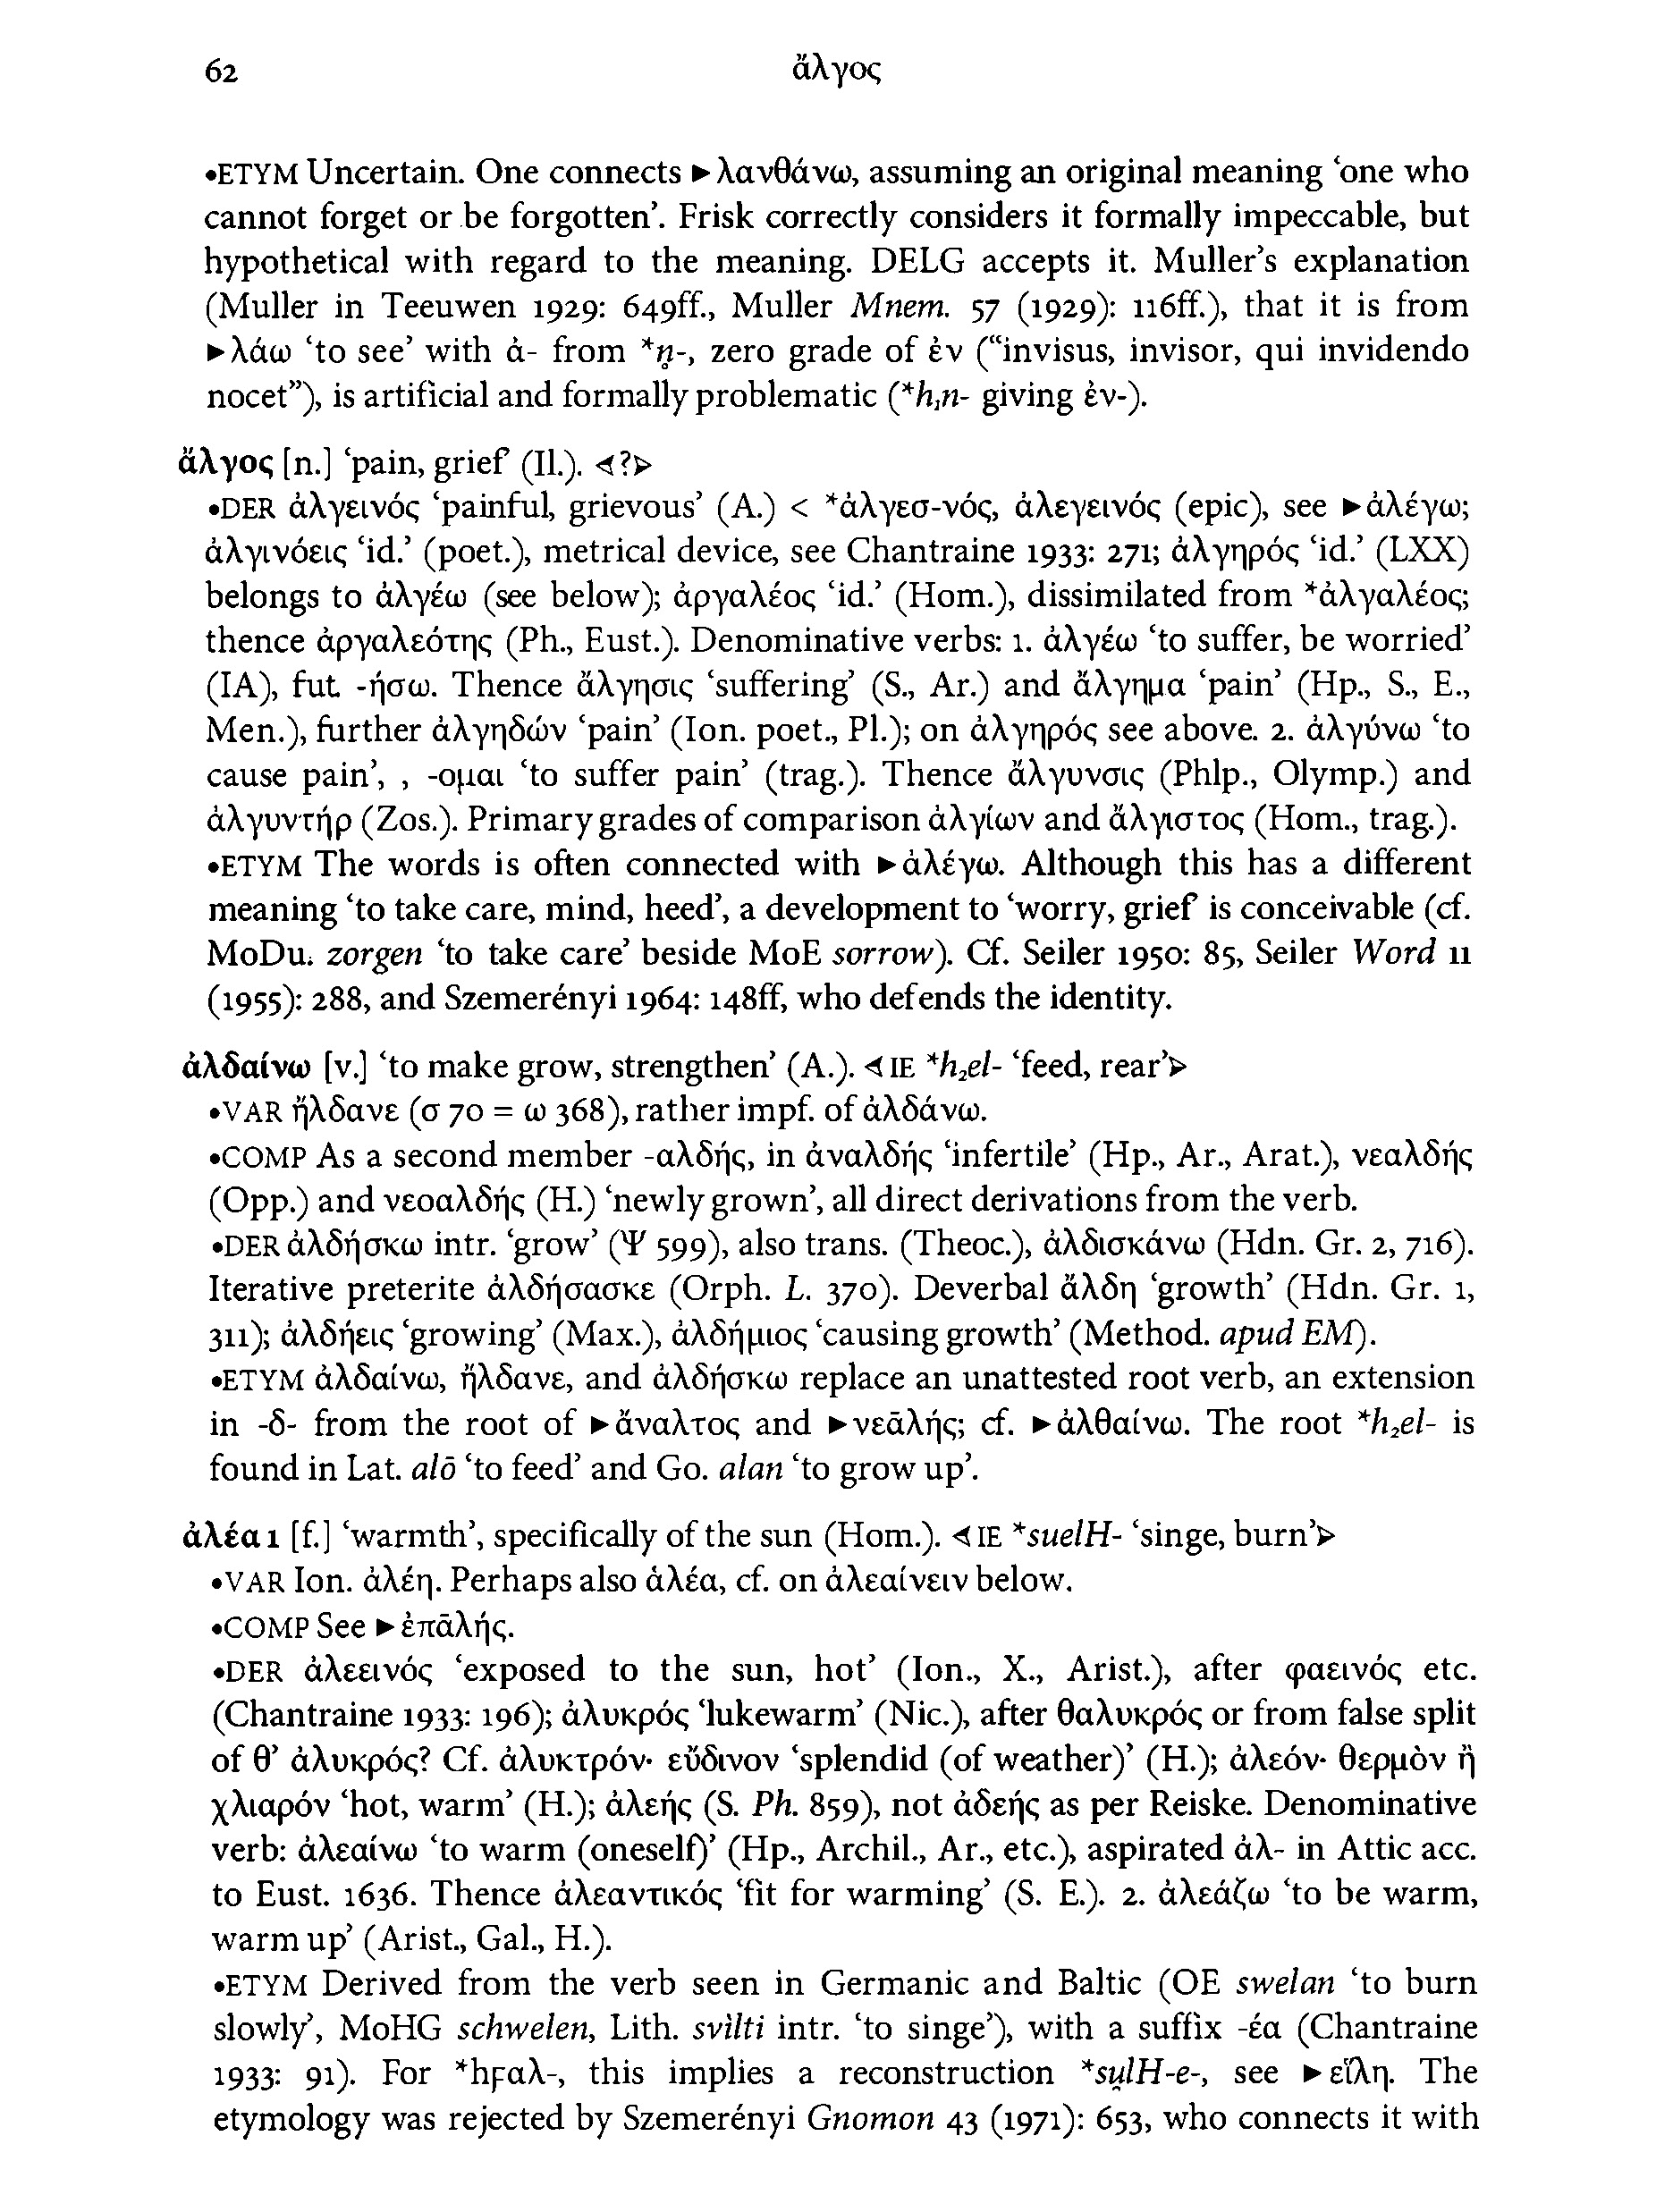 62
ἄλγος
•ETYM Uncertain. One connects ►λανθάνω, assuming an original meaning ‘one who
cannot forget or be forgotten’. Frisk correctly considers it formally impeccable, but
hypothetical with regard to the meaning. DELG accepts it. Muller’s explanation
(Muller in Teeuwen 1929: 649ff., Muller Mnem. 57 (1929): 116ff.), that it is from
►λάω ‘to see’ with ἀ- from *n̥-, zero grade of ἐν (“invisus, invisor, qui invidendo
nocet”), is artificial and formally problematic (*h₁n- giving ἐν-).
ἄλγος [n.] ‘pain, grief’ (Il.). ⊲?⊳
•DER ἀλγεινός ‘painful, grievous’ (A.) < *ἀλγεσ-νός, ἀλεγεινός (epic), see ►ἀλέγω;
ἀλγινόεις ‘id.’ (poet.), metrical device, see Chantraine 1933: 271; ἀλγηρός ‘id.’ (LXX)
belongs to ἀλγέω (see below); ἀργαλέος ‘id.’ (Hom.), dissimilated from *ἀλγαλέος;
thence ἀργαλεότης (Ph., Eust.). Denominative verbs: 1. ἀλγέω ‘to suffer, be worried’
(IA), fut. -ήσω. Thence ἄλγησις ‘suffering’ (S., Ar.) and ἄλγημα ‘pain’ (Hp., S., E.,
Men.), further ἀλγηδών ‘pain’ (Ion. poet., Pl.); on ἀλγηρός see above. 2. ἀλγύνω ‘to
cause pain’, , -ομαι ‘to suffer pain’ (trag.). Thence ἄλγυνσις (Phlp., Olymp.) and
ἀλγυντήρ (Zos.). Primary grades of comparison ἀλγίων and ἄλγιστος (Hom., trag.).
•ETYM The words is often connected with ►ἀλέγω. Although this has a different
meaning ‘to take care, mind, heed’, a development to ‘worry, grief’ is conceivable (cf.
MoDu. zorgen ‘to take care’ beside MoE sorrow). Cf. Seiler 1950: 85, Seiler Word 11
(1955): 288, and Szemerényi 1964: 148ff, who defends the identity.
ἀλδαίνω [v.] ‘to make grow, strengthen’ (A.). ⊲IE *h₂el- ‘feed, rear’⊳
•VAR ἤλδανε (σ 70 = ω 368), rather impf. of ἀλδάνω.
•COMP As a second member -αλδής, in ἀναλδής ‘infertile’ (Hp., Ar., Arat.), νεαλδής
(Opp.) and νεοαλδής (H.) ‘newly grown’, all direct derivations from the verb.
•DER ἀλδήσκω intr. ‘grow’ (Ψ 599), also trans. (Theoc.), ἀλδισκάνω (Hdn. Gr. 2, 716).
Iterative preterite ἀλδήσασκε (Orph. L. 370). Deverbal ἄλδη ‘growth’ (Hdn. Gr. 1,
311); ἀλδήεις ‘growing’ (Max.), ἀλδήμιος ‘causing growth’ (Method. apud EM).
•ETYM ἀλδαίνω, ἤλδανε, and ἀλδήσκω replace an unattested root verb, an extension
in -δ- from the root of ►ἄναλτος and ►νεᾱλής; cf. ►ἀλθαίνω. The root *h₂el- is
found in Lat. alō ‘to feed’ and Go. alan ‘to grow up’.
ἀλέα 1 [f.] ‘warmth’, specifically of the sun (Hom.). ⊲IE *suelH- ‘singe, burn’⊳
•VAR Ion. ἀλέη. Perhaps also ἁλέα, cf. on ἀλεαίνειν below.
•COMP See ►ἐπᾱλής.
•DER ἀλεεινός ‘exposed to the sun, hot’ (Ion., X., Arist.), after φαεινός etc.
(Chantraine 1933: 196); ἀλυκρός ‘lukewarm’ (Nic.), after θαλυκρός or from false split
of θ’ ἁλυκρός? Cf. ἀλυκτρόν· εὔδινον ‘splendid (of weather)’ (H.); ἀλεόν· θερμὸν ἢ
χλιαρόν ‘hot, warm’ (H.); ἀλεής (S. Ph. 859), not ἀδεής as per Reiske. Denominative
verb: ἀλεαίνω ‘to warm (oneself)’ (Hp., Archil., Ar., etc.), aspirated ἁλ- in Attic acc.
to Eust. 1636. Thence ἀλεαντικός ‘fit for warming’ (S. E.). 2. ἀλεάζω ‘to be warm,
warm up’ (Arist., Gal., H.).
•ETYM Derived from the verb seen in Germanic and Baltic (OE swelan ‘to burn
slowly’, MoHG schwelen, Lith. svìlti intr. ‘to singe’), with a suffix -έα (Chantraine
1933: 91). For *hϝαλ-, this implies a reconstruction *su̯lH-e-, see ►εἵλη. The
etymology was rejected by Szemerényi Gnomon 43 (1971): 653, who connects it with